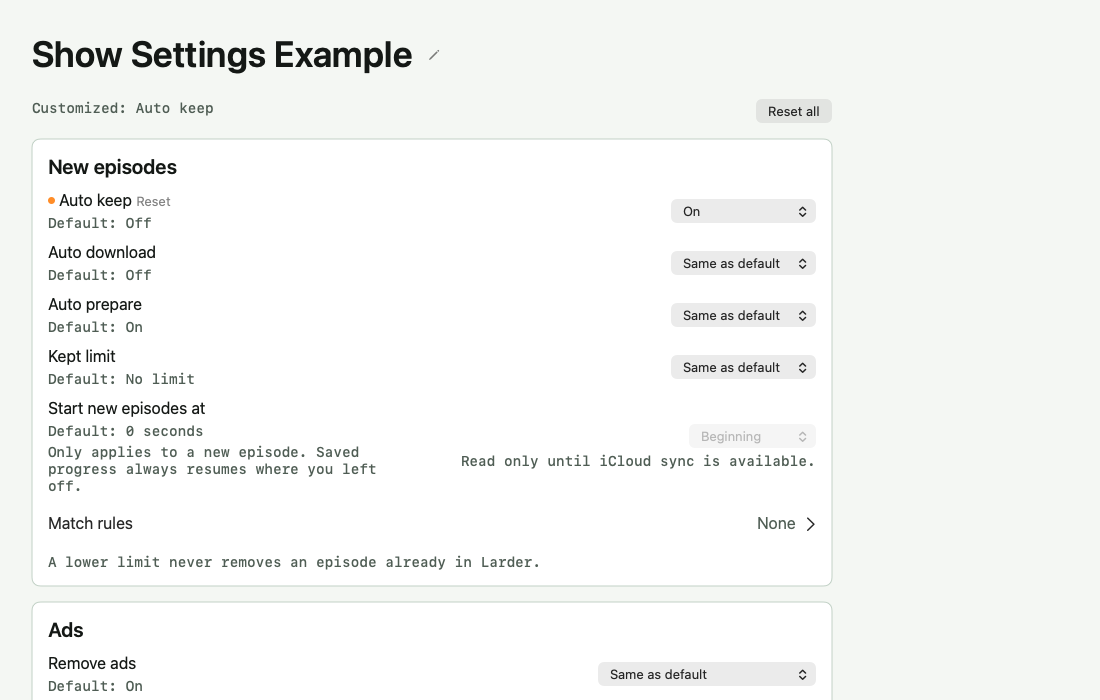 Show Settings Example
Customized: Auto keep
Reset all
New episodes
Auto keep Reset
Default: Off
On
Auto download
Default: Off
Same as default
Auto prepare
Default: On
Same as default
Kept limit
Default: No limit
Same as default
Start new episodes at
Default: 0 seconds
Only applies to a new episode. Saved
progress always resumes where you left
off.
Beginning
Read only until iCloud sync is available.
Match rules
None
A lower limit never removes an episode already in Larder.
Ads
Remove ads
Default: On
Same as default